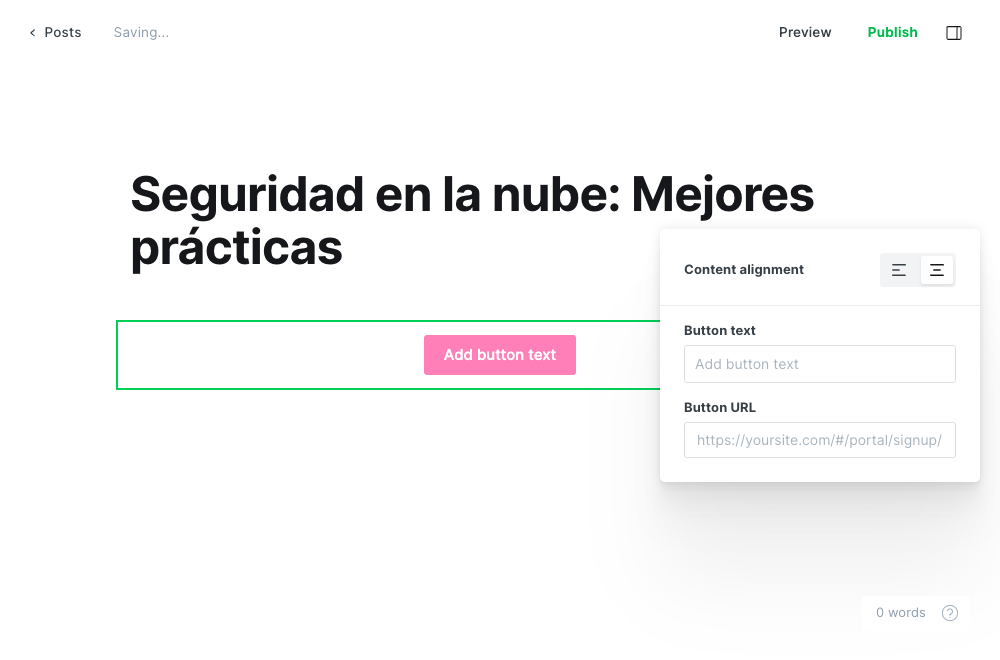 Posts
Saving...
Preview
Publish
Seguridad en la nube: Mejores
prácticas
Content alignment
Button text
Add button text
Add button text
Button URL
https://yoursite.com/#/portal/signup/
0 words
?